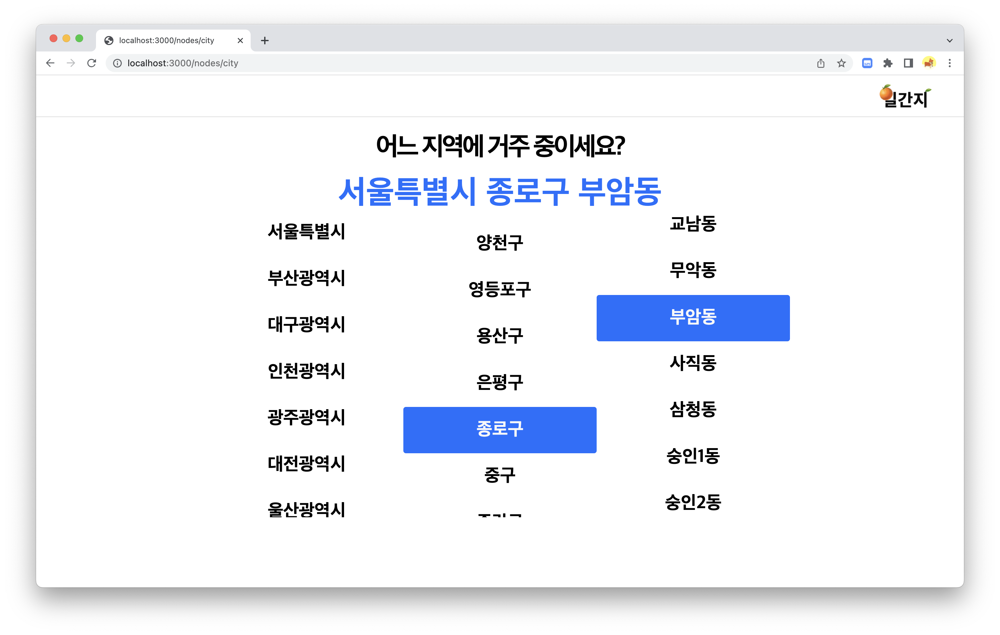 localhost:3000/nodes/city
localhost:3000/nodes/city
일간지
어느 지역에 거주 중이세요?
서울특별시 종로구 부암동
서울특별시
부산광역시
대구광역시
인천광역시
광주광역시
대전광역시
울산광역시
양천구
영등포구
용산구
은평구
종로구
중구
교남동
무악동
부암동
사직동
삼청동
숭인1동
숭인2동